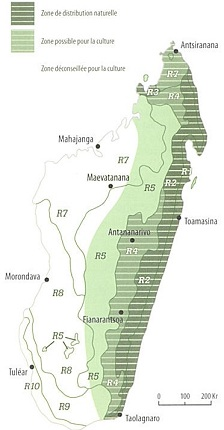 Zone de distribution naturelle
Zone possible pour la culture
Zone déconseillée pour la culture
Antsiranana
R7
R3
R4
Mahajanga
R7
R1
Maevatanana
R2
R5
R7
Toamasina
Antananarivo
R4
R5
Morondava
R2
R8
Fianarantsoa
R5
Tuléar
R8
R5
R4
R10
R9
Taolagnaro
0 100 200 K